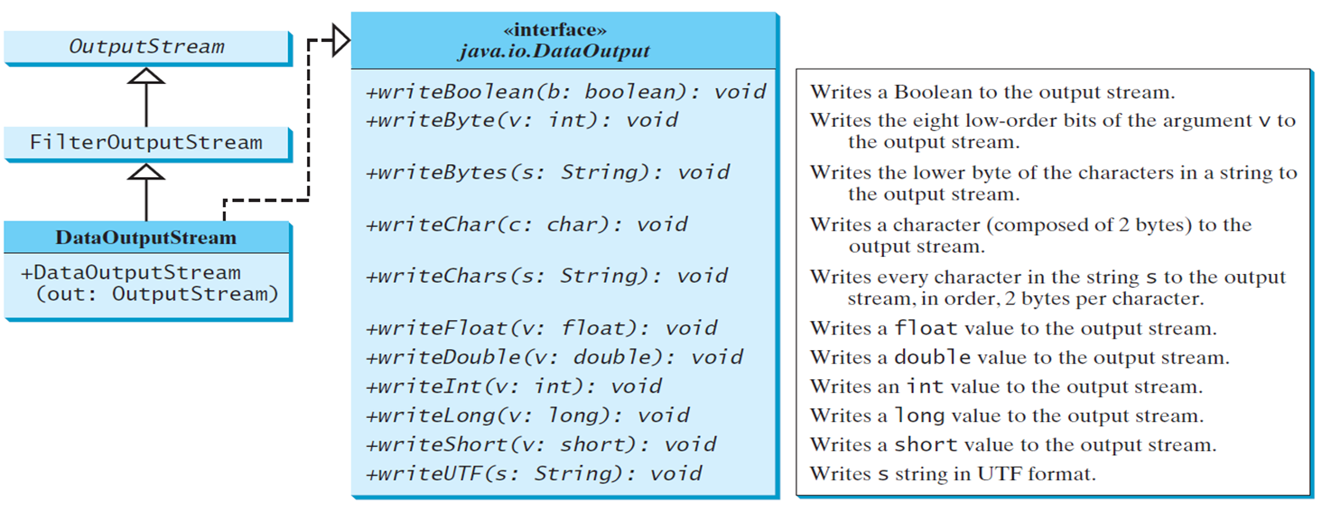 OutputStream
FilterOutputStream
DataOutputStream
+DataOutputStream
(out: OutputStream)
«interface»
java.io.DataOutput
+writeBoolean(b: boolean): void
+writeByte(v: int): void
+writeBytes(s: String): void
+writeChar(c: char): void
+writeChars(s: String): void
+writeFloat(v: float): void
+writeDouble(v: double): void
+writeInt(v: int): void
+writeLong(v: long): void
+writeShort(v: short): void
+writeUTF(s: String): void
Writes a Boolean to the output stream.
Writes the eight low-order bits of the argument v to
the output stream.
Writes the lower byte of the characters in a string to
the output stream.
Writes a character (composed of 2 bytes) to the
output stream.
Writes every character in the string s to the output
stream, in order, 2 bytes per character.
Writes a float value to the output stream.
Writes a double value to the output stream.
Writes an int value to the output stream.
Writes a long value to the output stream.
Writes a short value to the output stream.
Writes s string in UTF format.